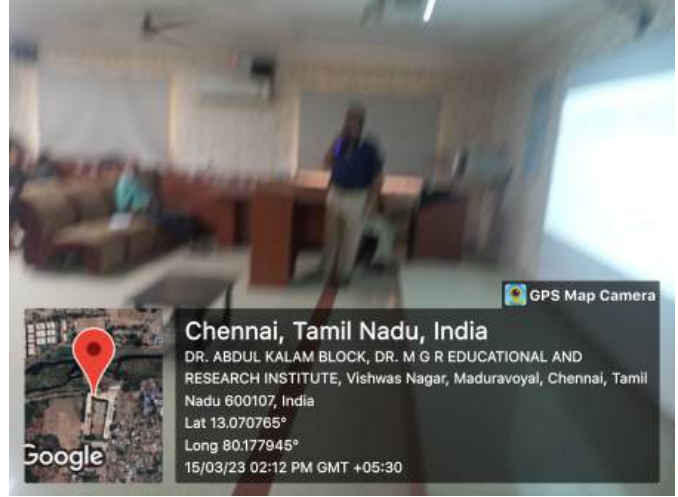 GPS Map Camera
Chennai, Tamil Nadu, India
DR. ABDUL KALAM BLOCK, DR. M G R EDUCATIONAL AND
RESEARCH INSTITUTE, Vishwas Nagar, Maduravoyal, Chennai, Tamil
Nadu 600107, India
Lat 13.070765°
Long 80.177945°
15/03/23 02:12 PM GMT +05:30
Google